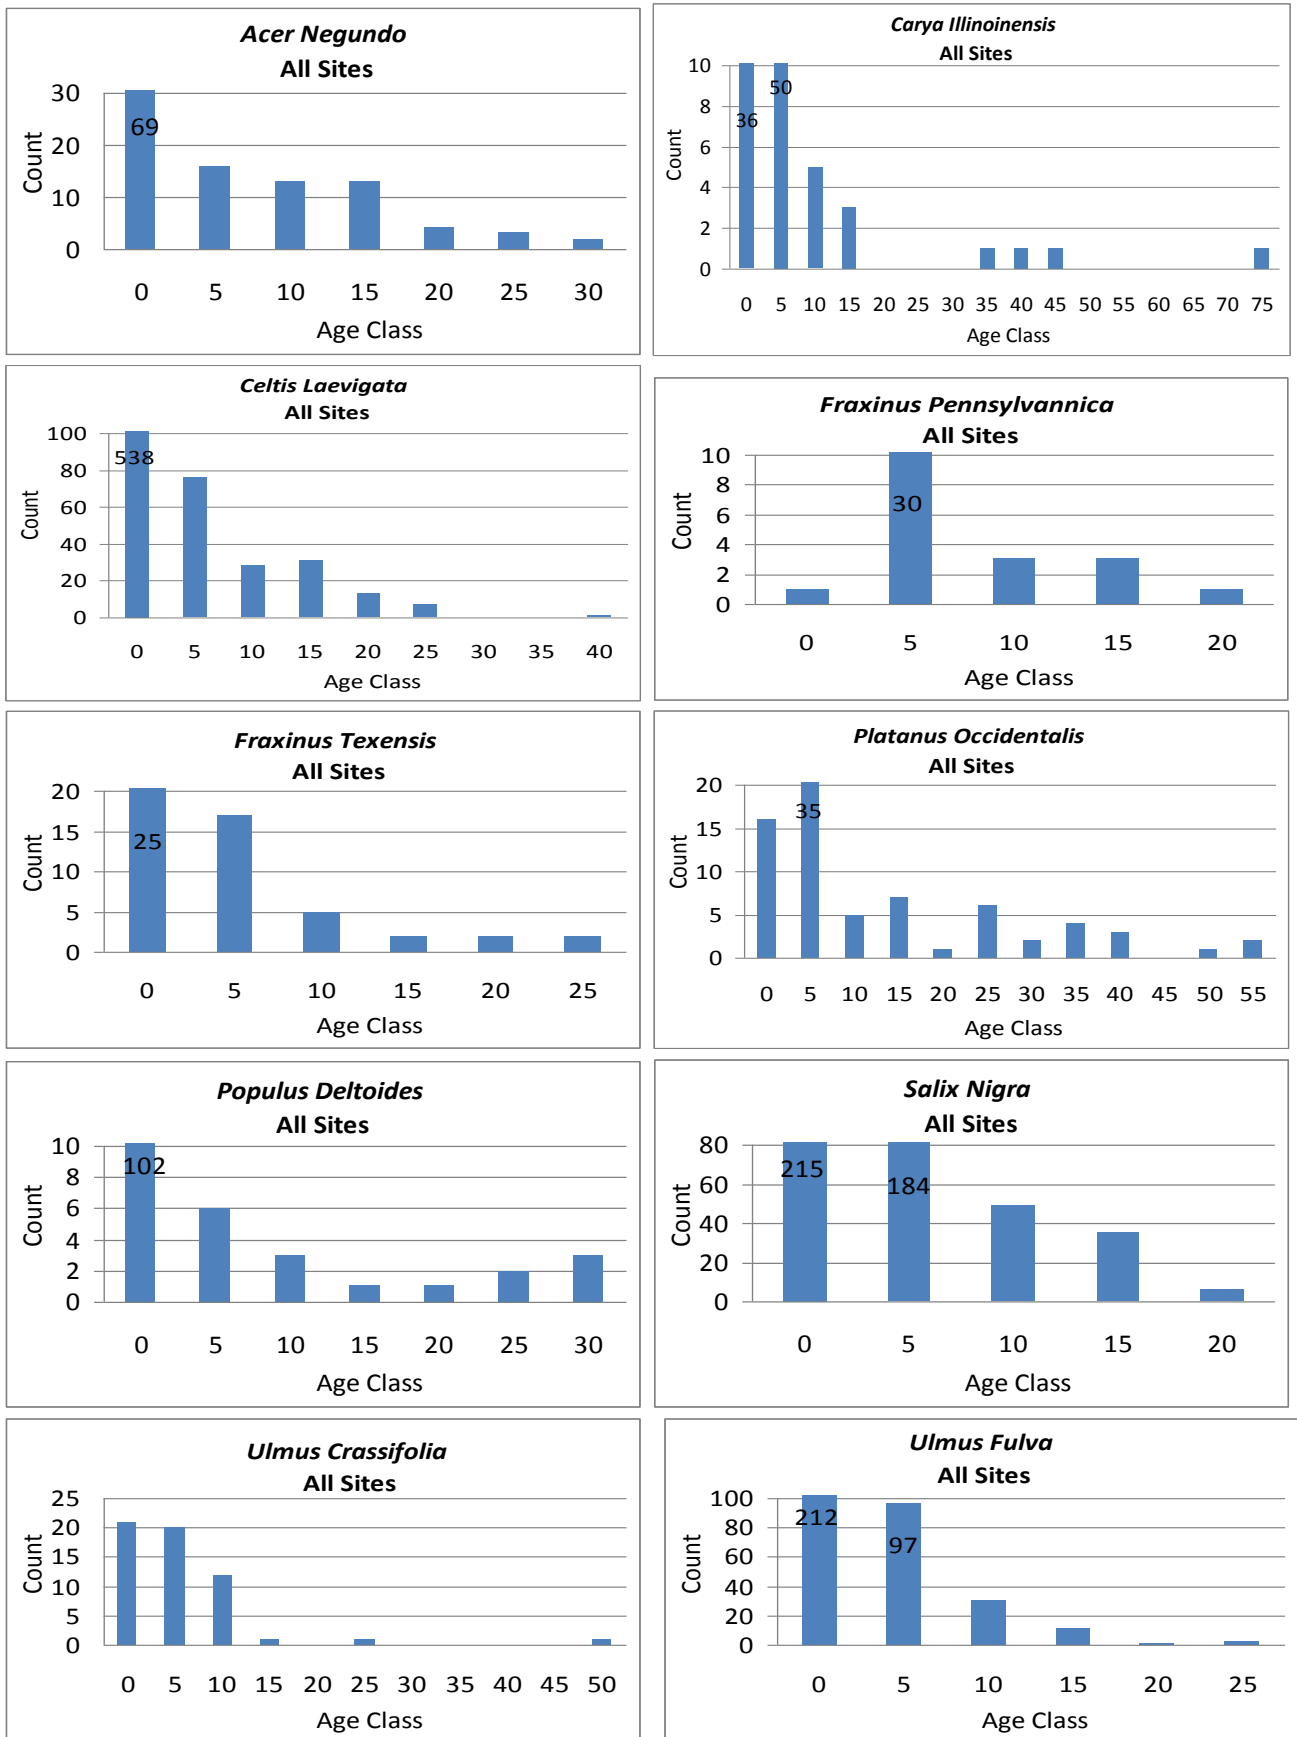 Acer Negundo
All Sites
30
20
10
0
Count
69
0 5 10 15 20 25 30
Age Class
Carya Illinoinensis
All Sites
10
8
6
4
2
0
Count
36
50
0 5 10 15 20 25 30 35 40 45 50 55 60 65 70 75
Age Class
Celtis Laevigata
All Sites
100
80
60
40
20
0
Count
538
0 5 10 15 20 25 30 35 40
Age Class
Fraxinus Pennsylvannica
All Sites
10
8
6
4
2
0
Count
30
0 5 10 15 20
Age Class
Fraxinus Texensis
All Sites
20
15
10
5
0
Count
25
0 5 10 15 20 25
Age Class
Platanus Occidentalis
All Sites
20
15
10
5
0
Count
35
0 5 10 15 20 25 30 35 40 45 50 55
Age Class
Populus Deltoides
All Sites
10
8
6
4
2
0
Count
102
0 5 10 15 20 25 30
Age Class
Salix Nigra
All Sites
80
60
40
20
0
Count
215
184
0 5 10 15 20
Age Class
Ulmus Crassifolia
All Sites
25
20
15
10
5
0
Count
0 5 10 15 20 25 30 35 40 45 50
Age Class
Ulmus Fulva
All Sites
100
80
60
40
20
0
Count
212
97
0 5 10 15 20 25
Age Class